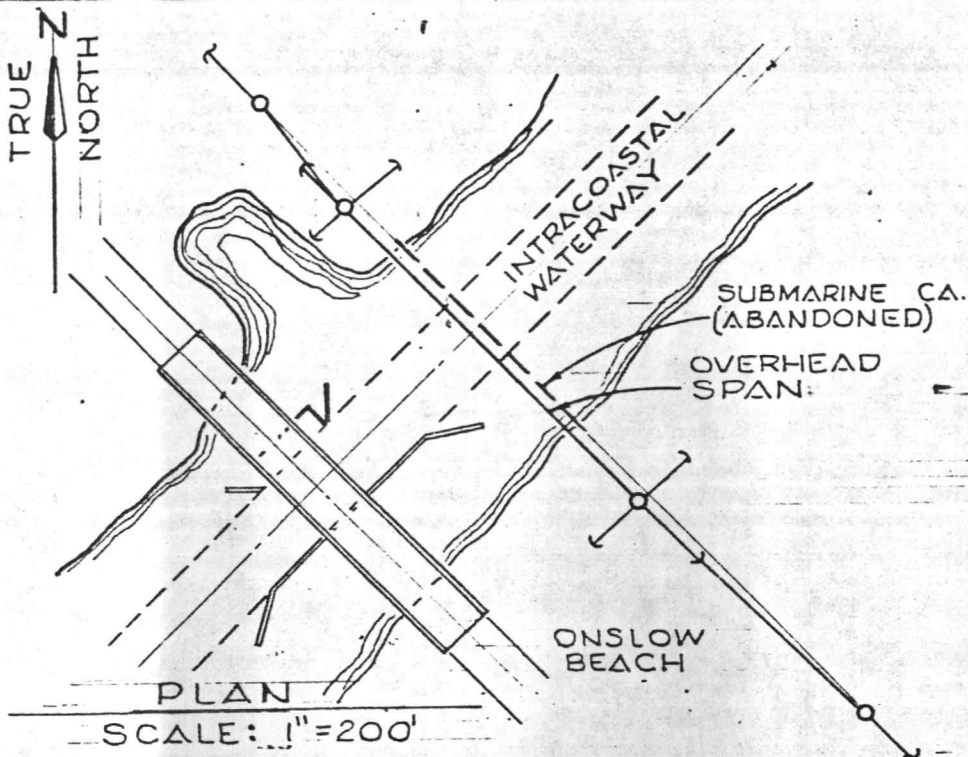 N
TRUE
NORTH
INTRACOASTAL
WATERWAY
SUBMARINE CA.
(ABANDONED)
OVERHEAD
SPAN
ONSLOW
BEACH
PLAN
SCALE: 1"=200'